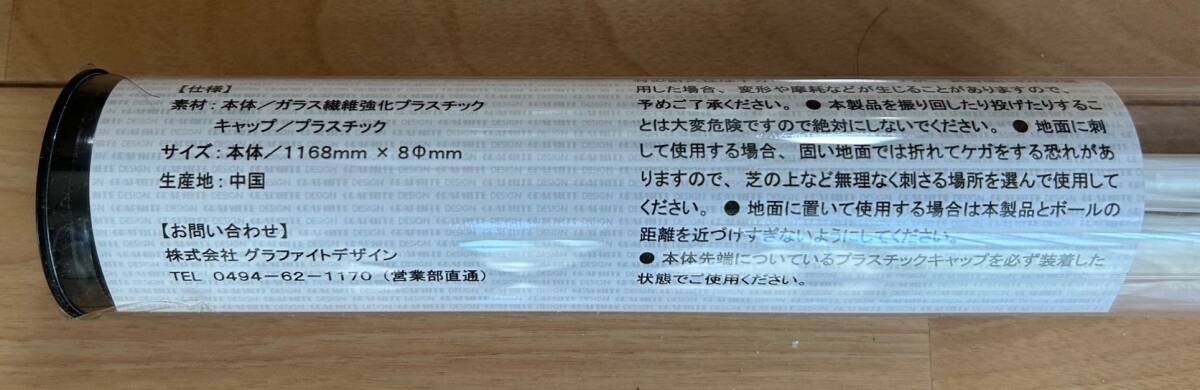 【仕様】
素材：本体／ガラス繊維強化プラスチック
キャップ／プラスチック
サイズ：本体／1168mm × 8Φmm
生産地：中国
【お問い合わせ】
株式会社 グラファイトデザイン
TEL 0494-62-1170（営業部直通）
用した場合、変形や摩耗などが生じることがありますので、
予めご了承ください。● 本製品を振り回したり投げたりするこ
とは大変危険ですので絶対にしないでください。● 地面に刺
して使用する場合、固い地面では折れてケガをする恐れがあ
りますので、芝の上など無理なく刺さる場所を選んで使用して
ください。● 地面に置いて使用する場合は本製品とボールの
距離を近づけすぎないようにしてください。
● 本体先端についているプラスチックキャップを必ず装着した
状態でご使用ください。